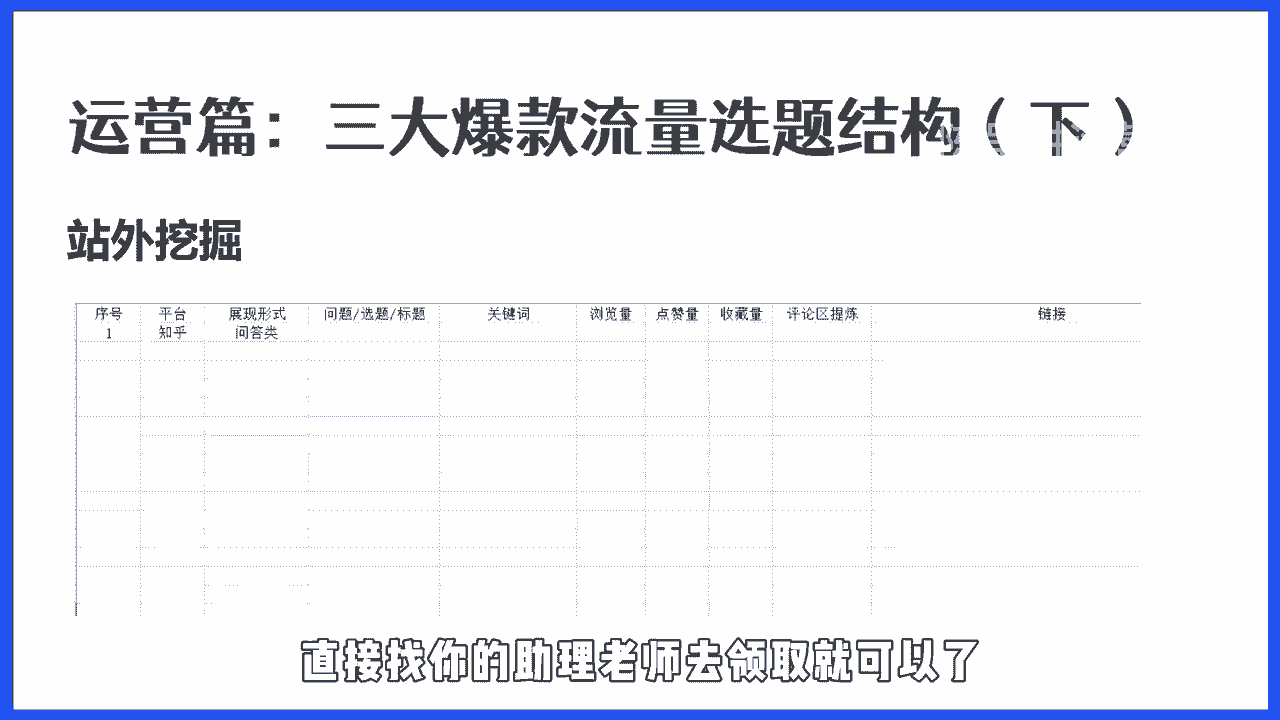 运营篇：三大爆款流量选题结构（下）
站外挖掘
序号 平台 展现形式 问题/选题/标题 关键词 浏览量 点赞量 收藏量 评论区提炼 链接
1 知乎 问答类
直接找你的助理老师去领取就可以了